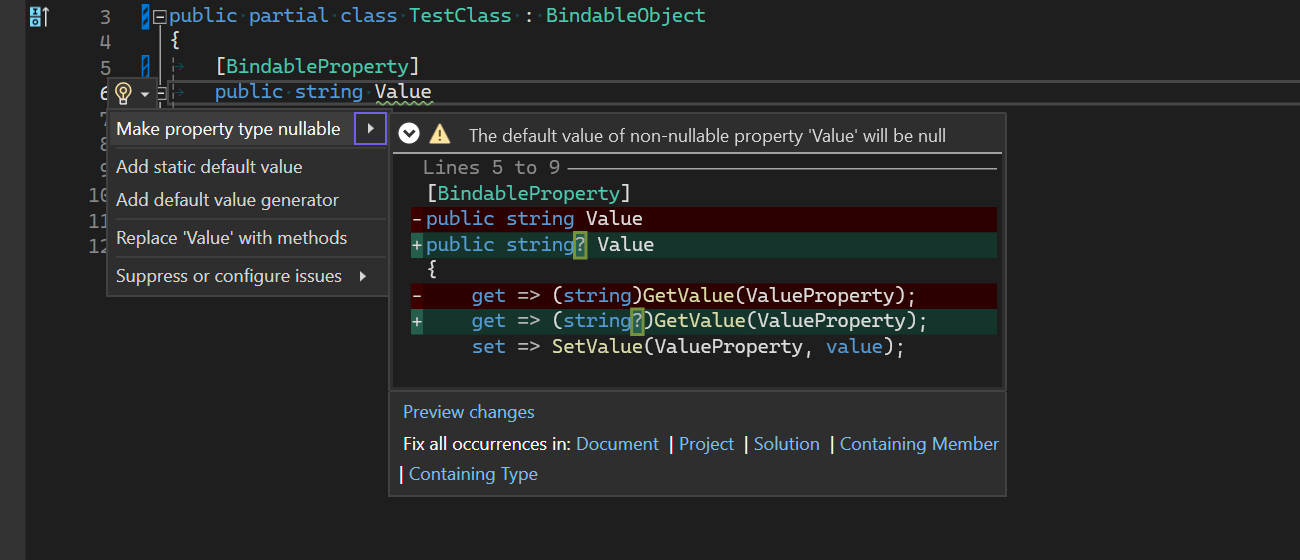 3 public partial class TestClass : BindableObject
4 {
5 [BindableProperty]
6 public string Value
7
Make property type nullable
8
Add static default value
9
Add default value generator
10
11
Replace 'Value' with methods
12
Suppress or configure issues
The default value of non-nullable property 'Value' will be null
Lines 5 to 9
[BindableProperty]
- public string Value
+ public string? Value
{
- get => (string)GetValue(ValueProperty);
+ get => (string?)GetValue(ValueProperty);
set => SetValue(ValueProperty, value);
Preview changes
Fix all occurrences in: Document | Project | Solution | Containing Member
| Containing Type